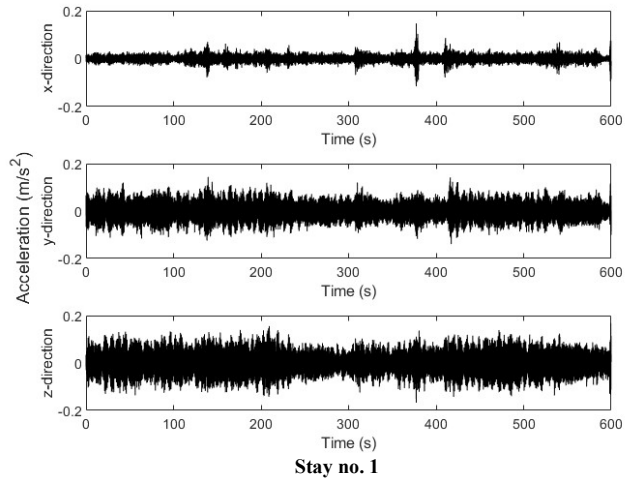 0.2
0
-0.2
x-direction
0 100 200 300 400 500 600
Time (s)
Acceleration (m/s²)
0.2
0
-0.2
y-direction
0 100 200 300 400 500 600
Time (s)
0.2
0
-0.2
z-direction
0 100 200 300 400 500 600
Time (s)
Stay no. 1